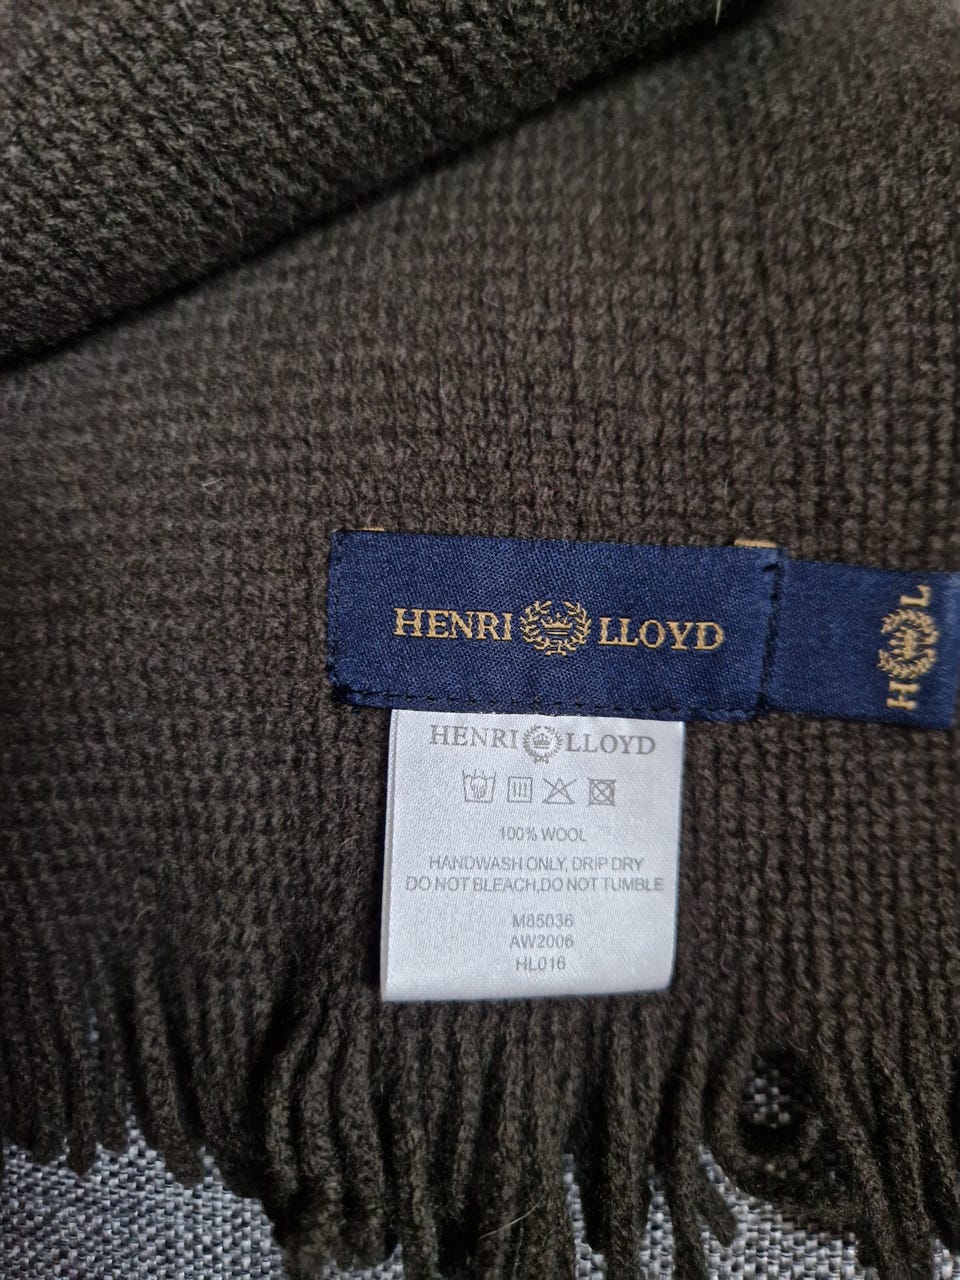 HENRI LLOYD
H L
HENRI LLOYD
100% WOOL
HANDWASH ONLY, DRIP DRY
DO NOT BLEACH,DO NOT TUMBLE
M85036
AW2006
HL016